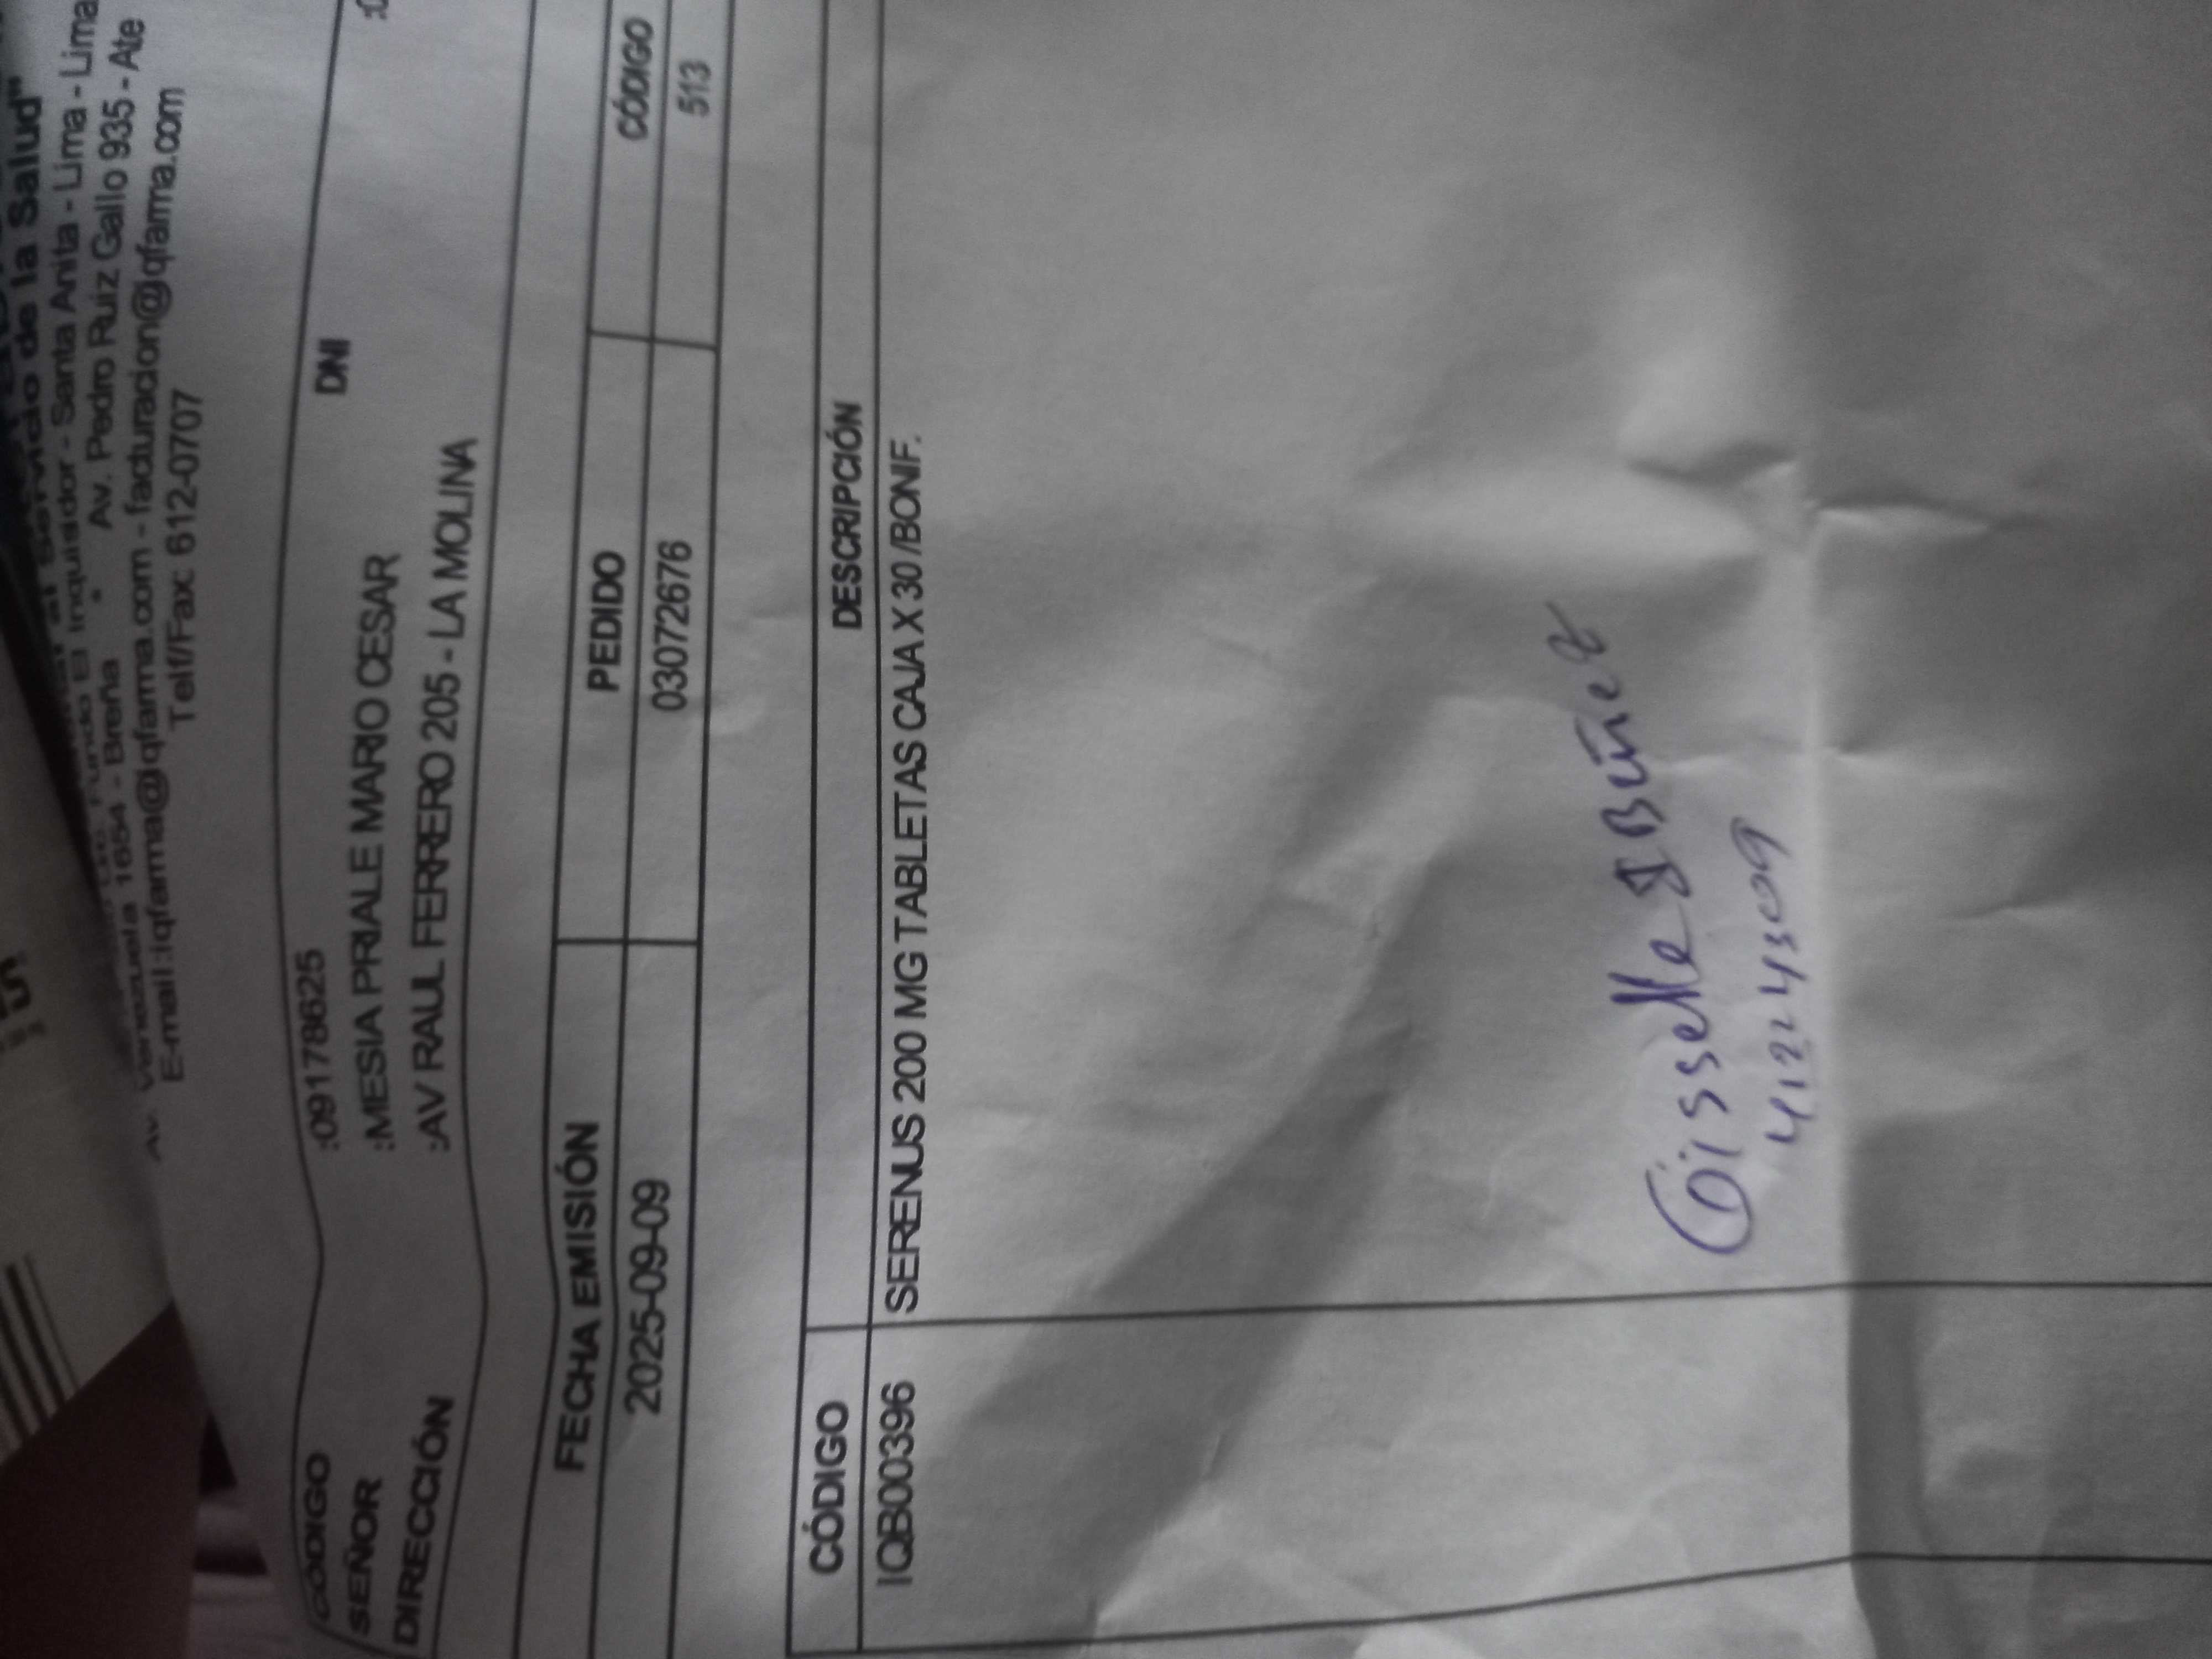 al servicio de la Salud"
Fundo El Inquisidor - Santa Anita - Lima - Lima
Av. Venezuela 1654 - Breña * Av. Pedro Ruiz Gallo 935 - Ate
E-mail:iqfarma@iqfarma.com - facturacion@iqfarma.com
Telf/Fax: 612-0707
CÓDIGO :09178625 DNI
SEÑOR :MESIA PRIALE MARIO CESAR
DIRECCIÓN :AV RAUL FERRERO 205 - LA MOLINA
FECHA EMISIÓN PEDIDO CÓDIGO
2025-09-09 03072676 513
CÓDIGO DESCRIPCIÓN
IQB00396 SERENUS 200 MG TABLETAS CAJA X 30 /BONIF.
41224309